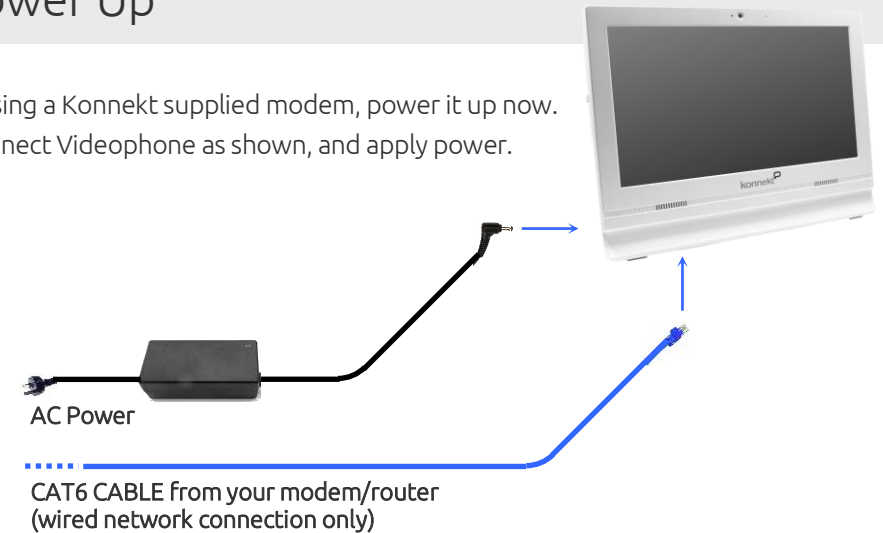 ower Up
sing a Konnekt supplied modem, power it up now.
nect Videophone as shown, and apply power.
konnekt
AC Power
CAT6 CABLE from your modem/router
(wired network connection only)